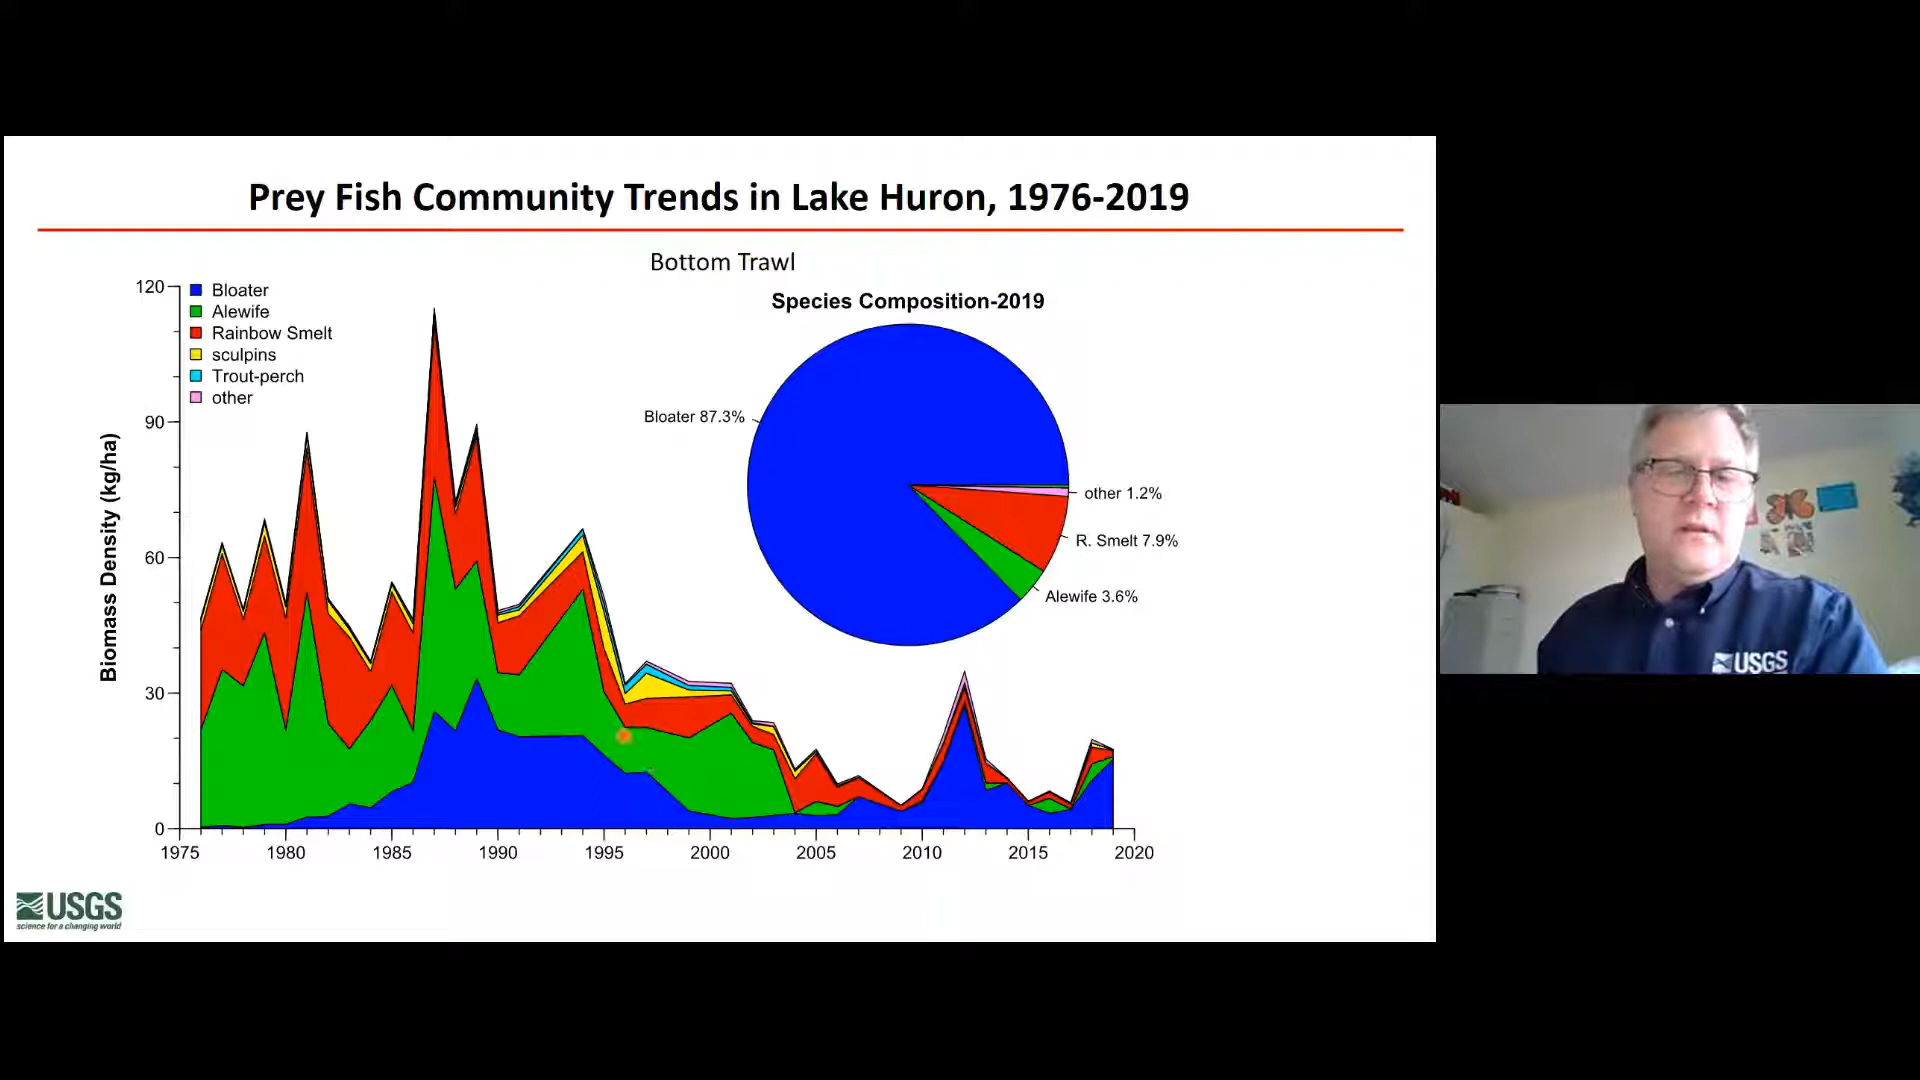 Prey Fish Community Trends in Lake Huron, 1976-2019
Bottom Trawl
Species Composition-2019
Bloater
Alewife
Rainbow Smelt
sculpins
Trout-perch
other
Bloater 87.3%
other 1.2%
R. Smelt 7.9%
Alewife 3.6%
Biomass Density (kg/ha)
120
90
60
30
0
1975 1980 1985 1990 1995 2000 2005 2010 2015 2020
USGS
science for a changing world
USGS